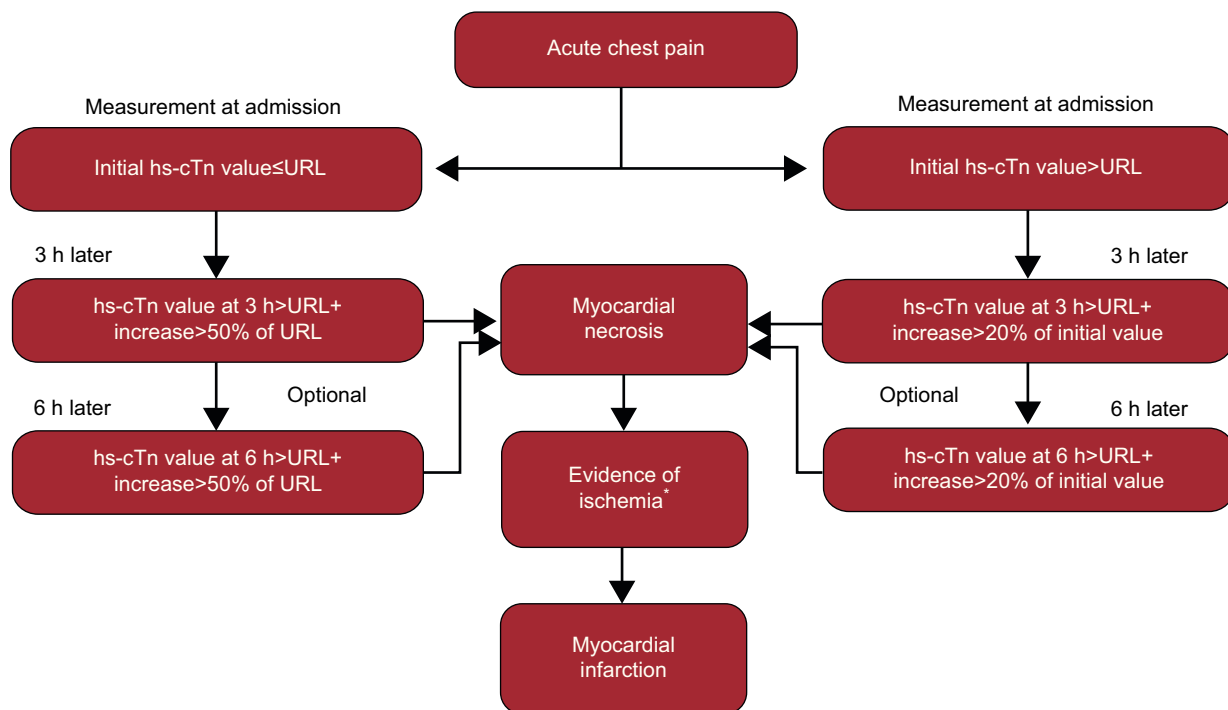 Acute chest pain
Measurement at admission
Measurement at admission
Initial hs-cTn value≤URL
Initial hs-cTn value>URL
3 h later
3 h later
hs-cTn value at 3 h>URL+
increase>50% of URL
Myocardial
necrosis
hs-cTn value at 3 h>URL+
increase>20% of initial value
Optional
Optional
6 h later
6 h later
hs-cTn value at 6 h>URL+
increase>50% of URL
Evidence of
ischemia*
hs-cTn value at 6 h>URL+
increase>20% of initial value
Myocardial
infarction